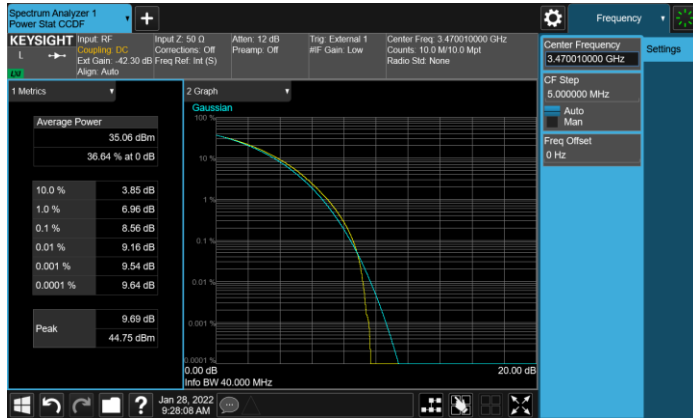 Spectrum Analyzer 1
Power Stat CCDF
Frequency
KEYSIGHT
L
Input: RF
Coupling: DC
Ext Gain: -42.30 dB
Align: Auto
Input Z: 50 Ω
Corrections: Off
Freq Ref: Int (S)
Atten: 12 dB
Preamp: Off
Trig: External 1
#IF Gain: Low
Center Freq: 3.470010000 GHz
Counts: 10.0 M/10.0 Mpt
Radio Std: None
Center Frequency
3.470010000 GHz
Settings
CF Step
5.000000 MHz
Auto
Man
Freq Offset
0 Hz
1 Metrics
Average Power
35.06 dBm
36.64 % at 0 dB
10.0 % 3.85 dB
1.0 % 6.96 dB
0.1 % 8.56 dB
0.01 % 9.16 dB
0.001 % 9.54 dB
0.0001 % 9.64 dB
Peak
9.69 dB
44.75 dBm
2 Graph
Gaussian
100 %
10 %
1 %
0.1 %
0.01 %
0.001 %
0.0001 %
0.00 dB
20.00 dB
Info BW 40.000 MHz
?
Jan 28, 2022
9:28:08 AM